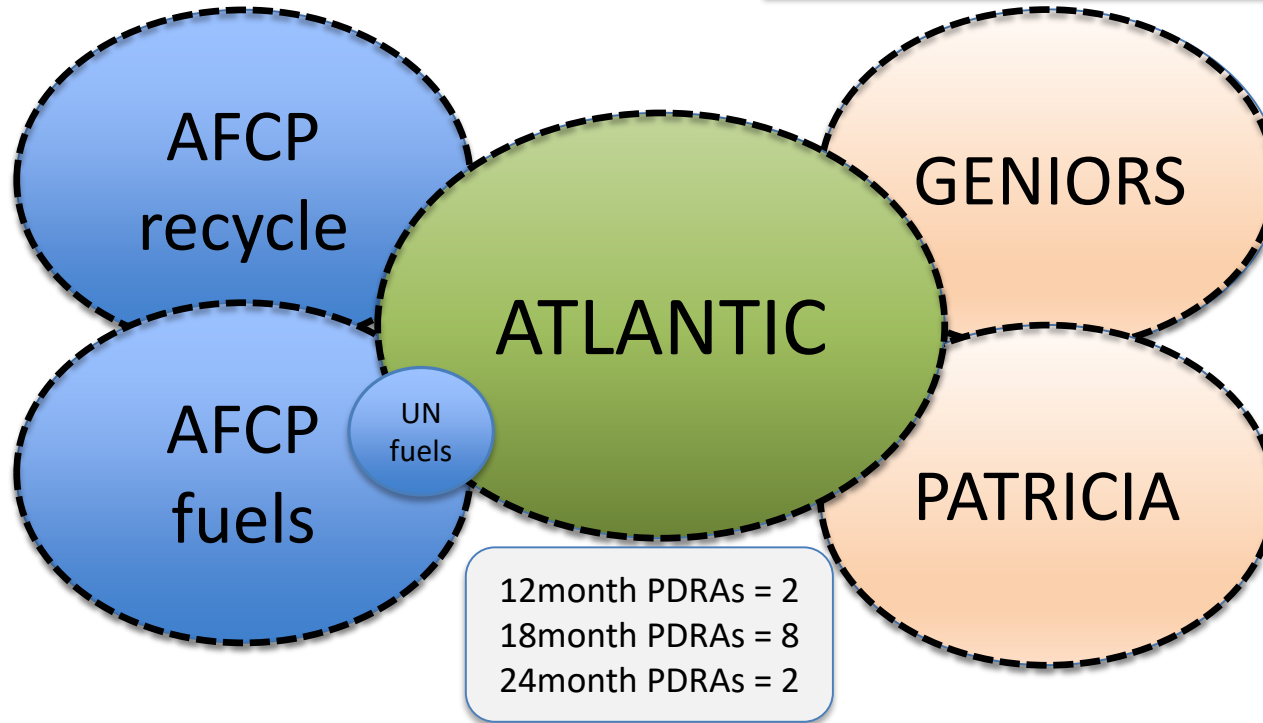 AFCP
recycle
GENIORS
ATLANTIC
AFCP
fuels
UN
fuels
PATRICIA
12month PDRAs = 2
18month PDRAs = 8
24month PDRAs = 2